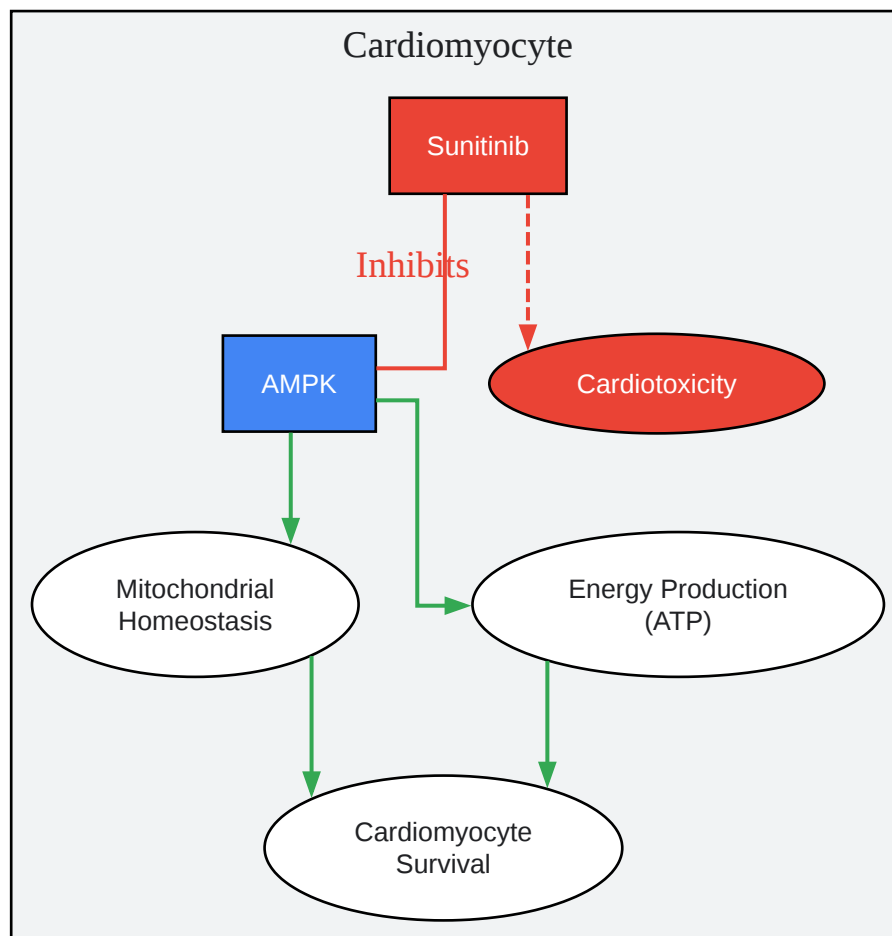 Cardiomyocyte
Sunitinib
Inhibits
AMPK
Cardiotoxicity
Mitochondrial
Homeostasis
Energy Production
(ATP)
Cardiomyocyte
Survival